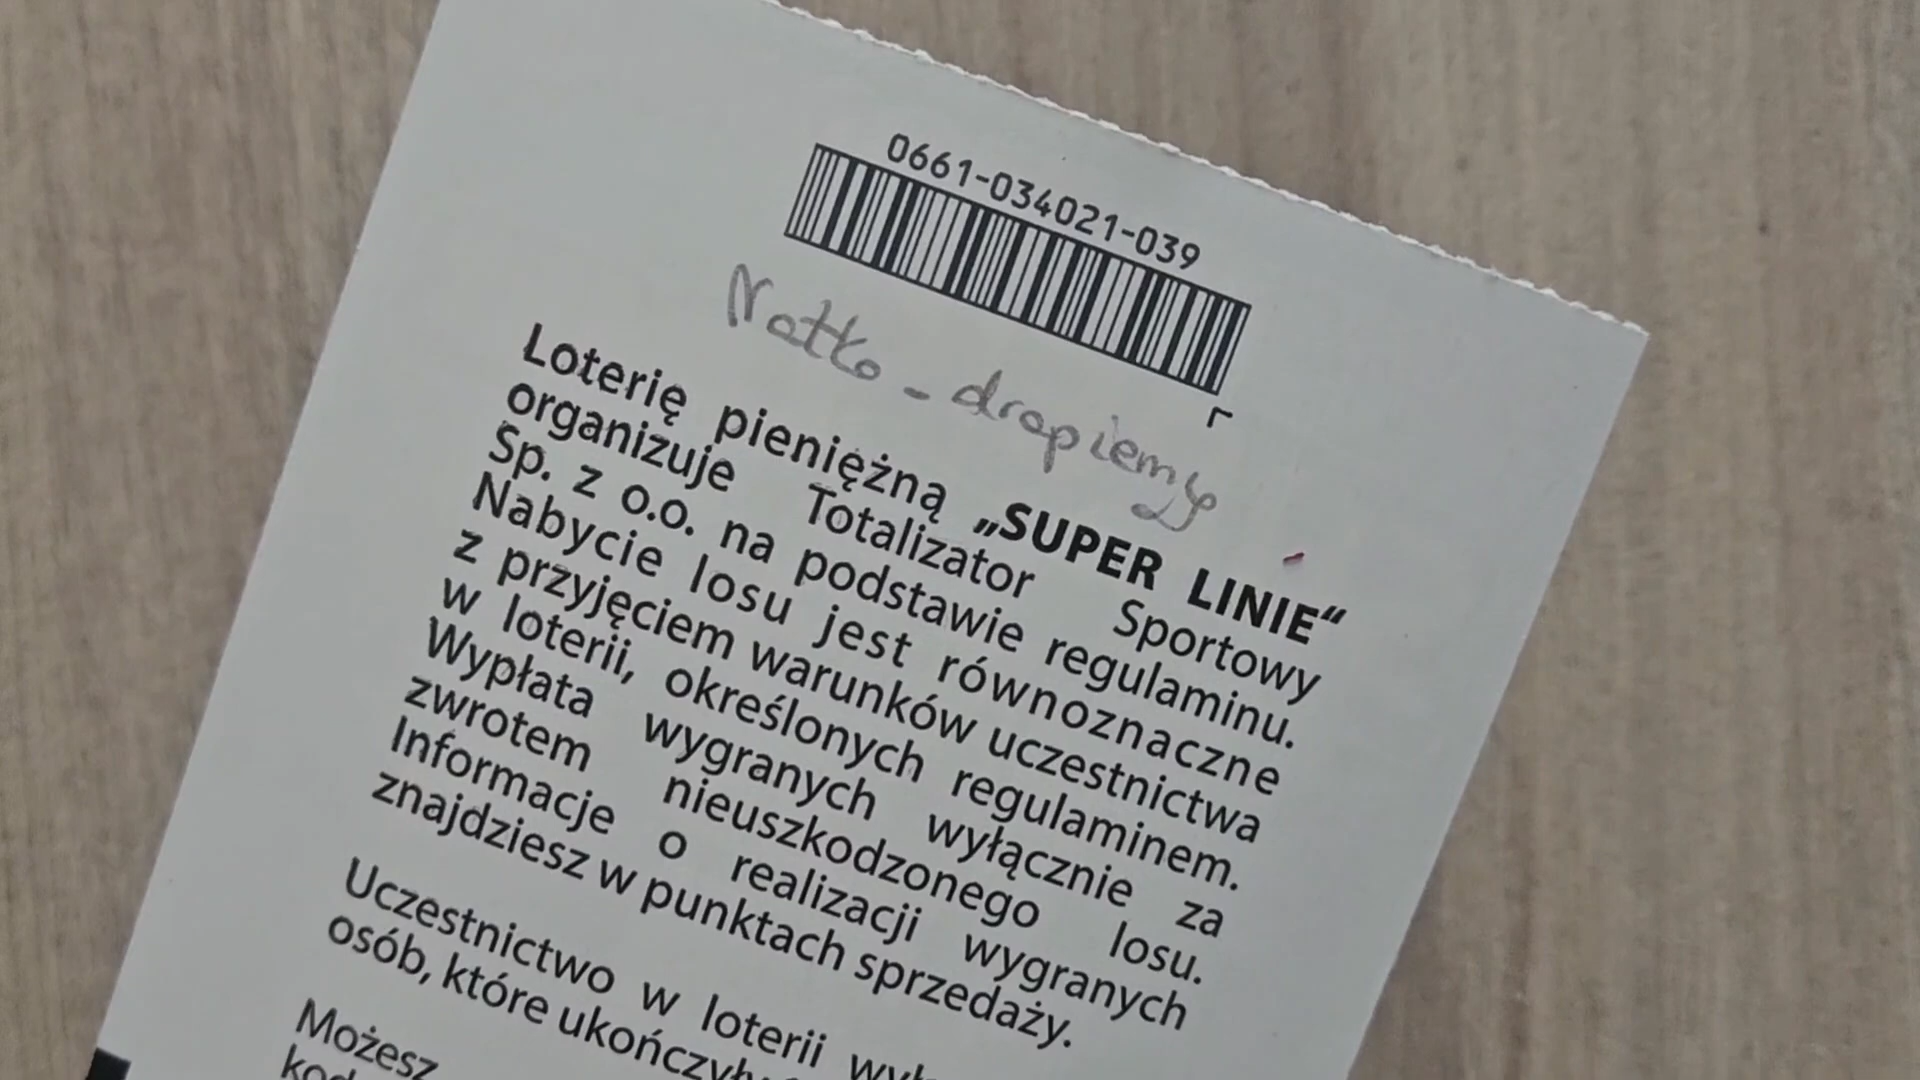 0661-034021-039
Natko - drapiemy
Loterię pieniężną „SUPER LINIE“
organizuje Totalizator Sportowy
Sp. z o.o. na podstawie regulaminu.
Nabycie losu jest równoznaczne
z przyjęciem warunków uczestnictwa
w loterii, określonych regulaminem.
Wypłata wygranych wyłącznie za
zwrotem nieuszkodzonego losu.
Informacje o realizacji wygranych
znajdziesz w punktach sprzedaży.
Uczestnictwo w loterii
osób, które ukończyły
Możesz